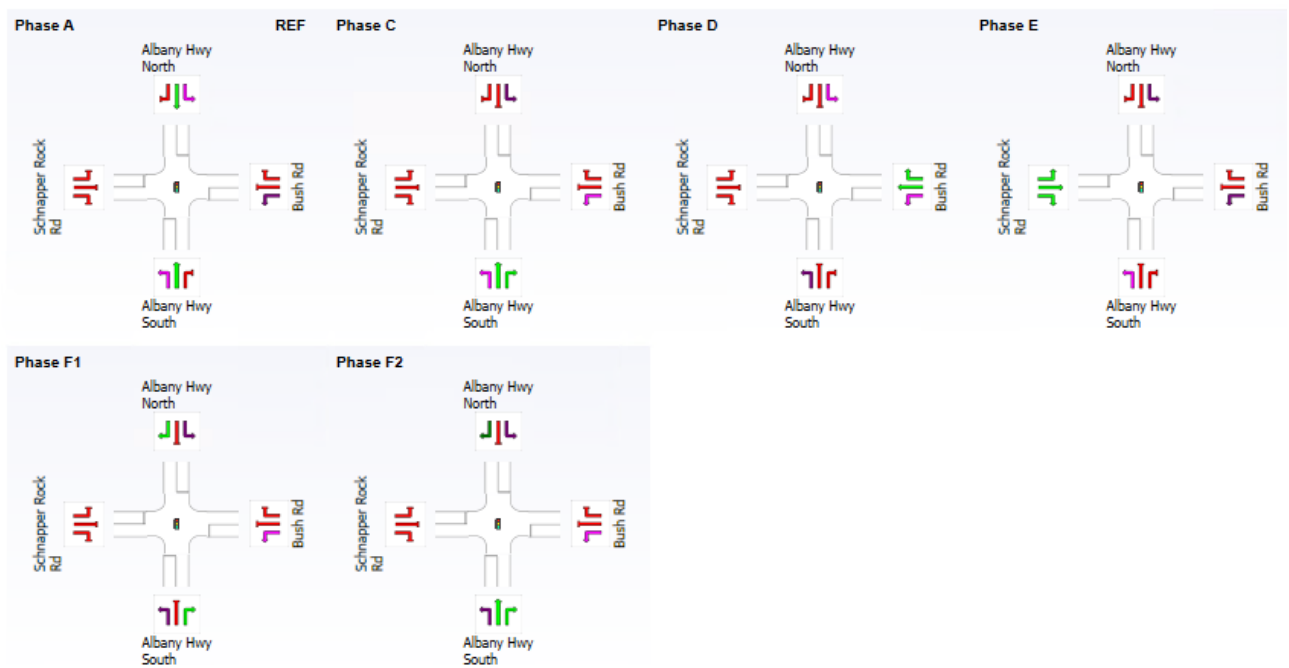 Phase A REF Phase C Phase D Phase E
Albany Hwy
North
Schnapper Rock
Rd
Bush Rd
Albany Hwy
South
Albany Hwy
North
Schnapper Rock
Rd
Bush Rd
Albany Hwy
South
Albany Hwy
North
Schnapper Rock
Rd
Bush Rd
Albany Hwy
South
Albany Hwy
North
Schnapper Rock
Rd
Bush Rd
Albany Hwy
South
Phase F1 Phase F2
Albany Hwy
North
Schnapper Rock
Rd
Bush Rd
Albany Hwy
South
Albany Hwy
North
Schnapper Rock
Rd
Bush Rd
Albany Hwy
South